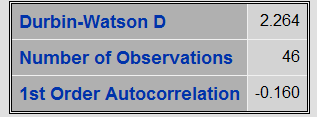 Durbin-Watson D 2.264
Number of Observations 46
1st Order Autocorrelation -0.160